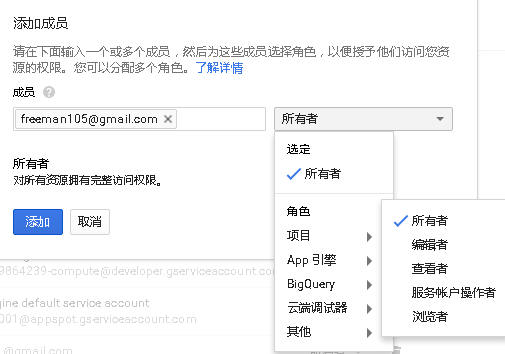 添加成员
请在下面输入一个或多个成员，然后为这些成员选择角色，以便授予他们访问您资
源的权限。您可以分配多个角色。了解详情
成员
freeman105@gmail.com
所有者
选定
所有者
所有者
对所有资源拥有完整访问权限。
添加 取消
角色
项目
App 引擎
BigQuery
云端调试器
其他
所有者
编辑者
查看者
服务帐户操作者
浏览者
9864239-compute@developer.gserviceaccount.com
gine default service account
001@appspot.gserviceaccount.com
@gmail.com